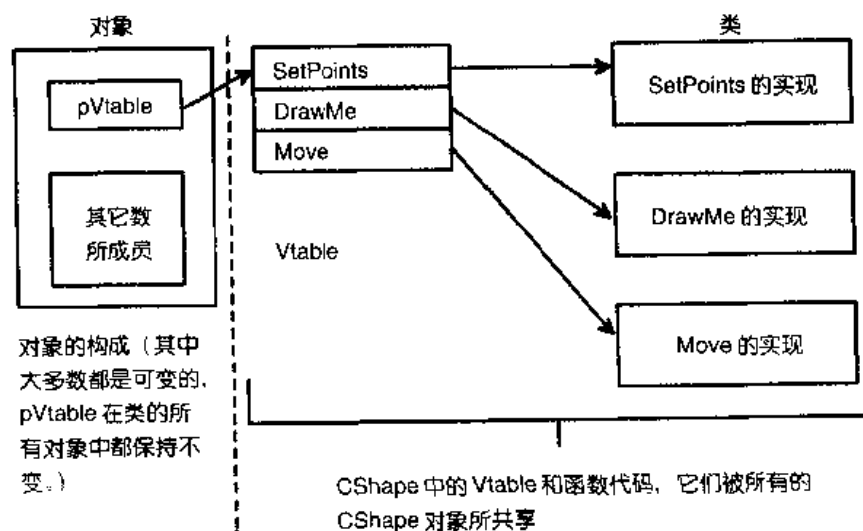 对象
类
pVtable
其它数
所成员
SetPoints
DrawMe
Move
Vtable
SetPoints 的实现
DrawMe 的实现
Move 的实现
对象的构成（其中
大多数都是可变的，
pVtable 在类的所
有对象中都保持不
变。）
CShape 中的 Vtable 和函数代码，它们被所有的
CShape 对象所共享